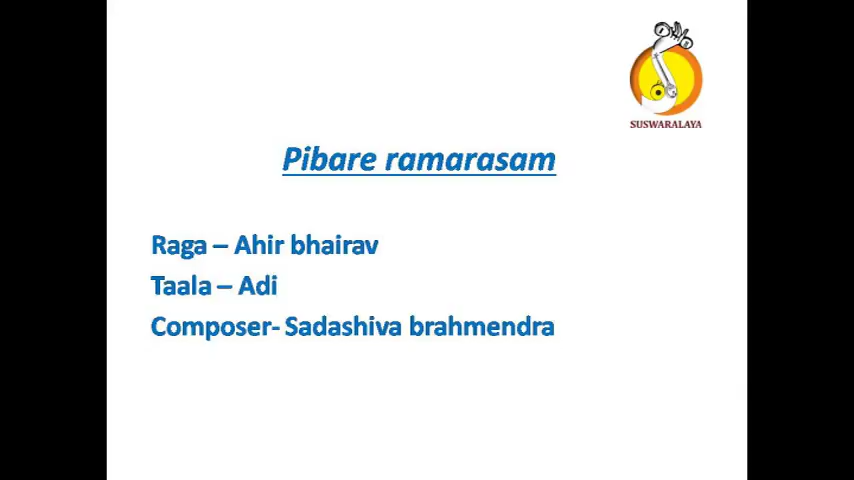 SUSWARALAYA
Pibare ramarasam
Raga – Ahir bhairav
Taala – Adi
Composer- Sadashiva brahmendra